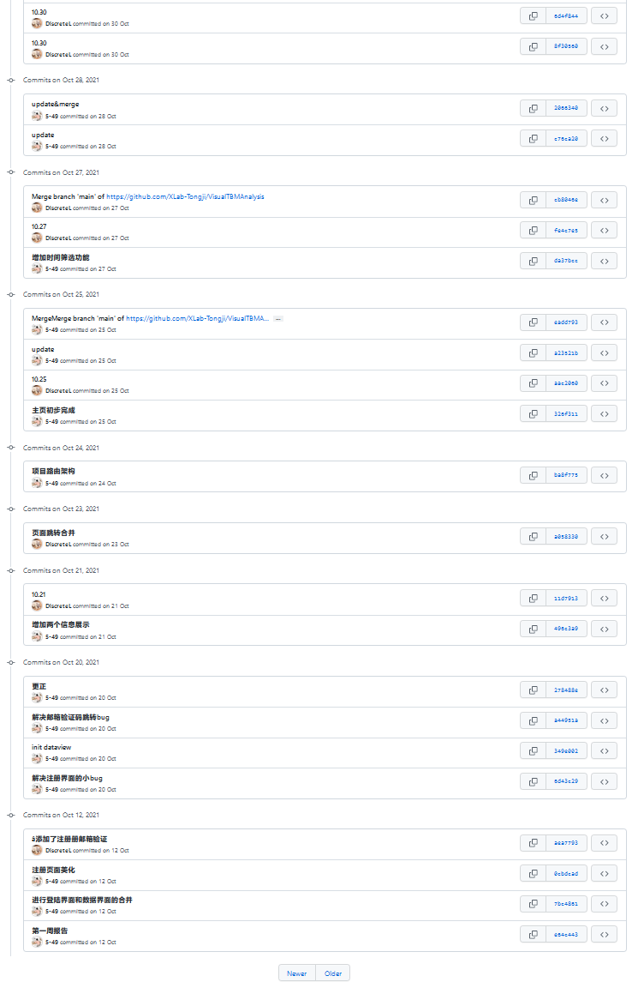 10.30
DiscreteL committed on 30 Oct
6d4f844
10.30
DiscreteL committed on 30 Oct
8f30560
Commits on Oct 28, 2021
update&merge
5-49 committed on 28 Oct
2066340
update
5-49 committed on 28 Oct
c76ca20
Commits on Oct 27, 2021
Merge branch 'main' of https://github.com/XLab-Tongji/VisualTBMAnalysis
DiscreteL committed on 27 Oct
cb8046e
10.27
DiscreteL committed on 27 Oct
fe4c7e5
增加时间筛选功能
5-49 committed on 27 Oct
da37bcc
Commits on Oct 25, 2021
MergeMerge branch 'main' of https://github.com/XLab-Tongji/VisualTBMA… …
5-49 committed on 25 Oct
eadd793
update
5-49 committed on 25 Oct
a23521b
10.25
DiscreteL committed on 25 Oct
aac2060
主页初步完成
5-49 committed on 25 Oct
326f311
Commits on Oct 24, 2021
项目路由架构
5-49 committed on 24 Oct
ba8f775
Commits on Oct 23, 2021
页面跳转合并
DiscreteL committed on 23 Oct
a058330
Commits on Oct 21, 2021
10.21
DiscreteL committed on 21 Oct
11d7913
增加两个信息展示
5-49 committed on 21 Oct
496c3a9
Commits on Oct 20, 2021
更正
5-49 committed on 20 Oct
278488e
解决邮箱验证码跳转bug
5-49 committed on 20 Oct
a44951a
init dataview
5-49 committed on 20 Oct
349e002
解决注册界面的小bug
5-49 committed on 20 Oct
6d43c29
Commits on Oct 12, 2021
à添加了注册册邮箱验证
DiscreteL committed on 12 Oct
aea7793
注册页面美化
5-49 committed on 12 Oct
0cbdcad
进行登陆界面和数据界面的合并
5-49 committed on 12 Oct
7bc4861
第一周报告
5-49 committed on 12 Oct
e54c443
Newer Older